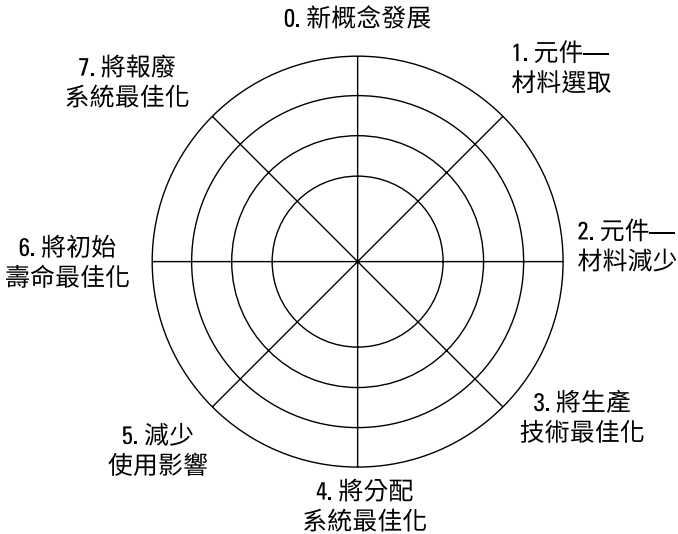 0. 新概念發展
1. 元件—
材料選取
2. 元件—
材料減少
3. 將生產
技術最佳化
4. 將分配
系統最佳化
5. 減少
使用影響
6. 將初始
壽命最佳化
7. 將報廢
系統最佳化